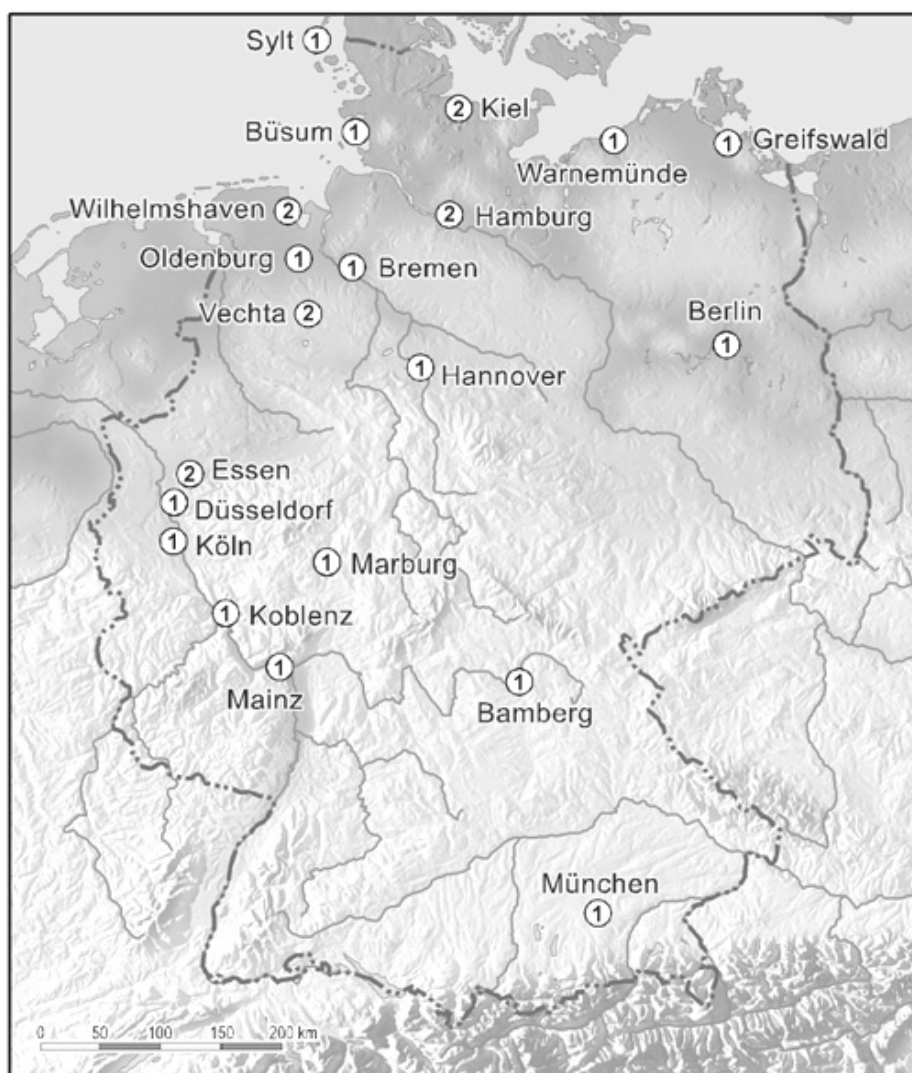 Sylt 1
2 Kiel
Büsum 1
1
Warnemünde
1 Greifswald
Wilhelmshaven 2
2 Hamburg
Oldenburg 1
1 Bremen
Vechta 2
Berlin
1
1
Hannover
2 Essen
1 Düsseldorf
1 Köln
1 Marburg
1 Koblenz
1
Mainz
1
Bamberg
München
1
0 50 100 150 200 km